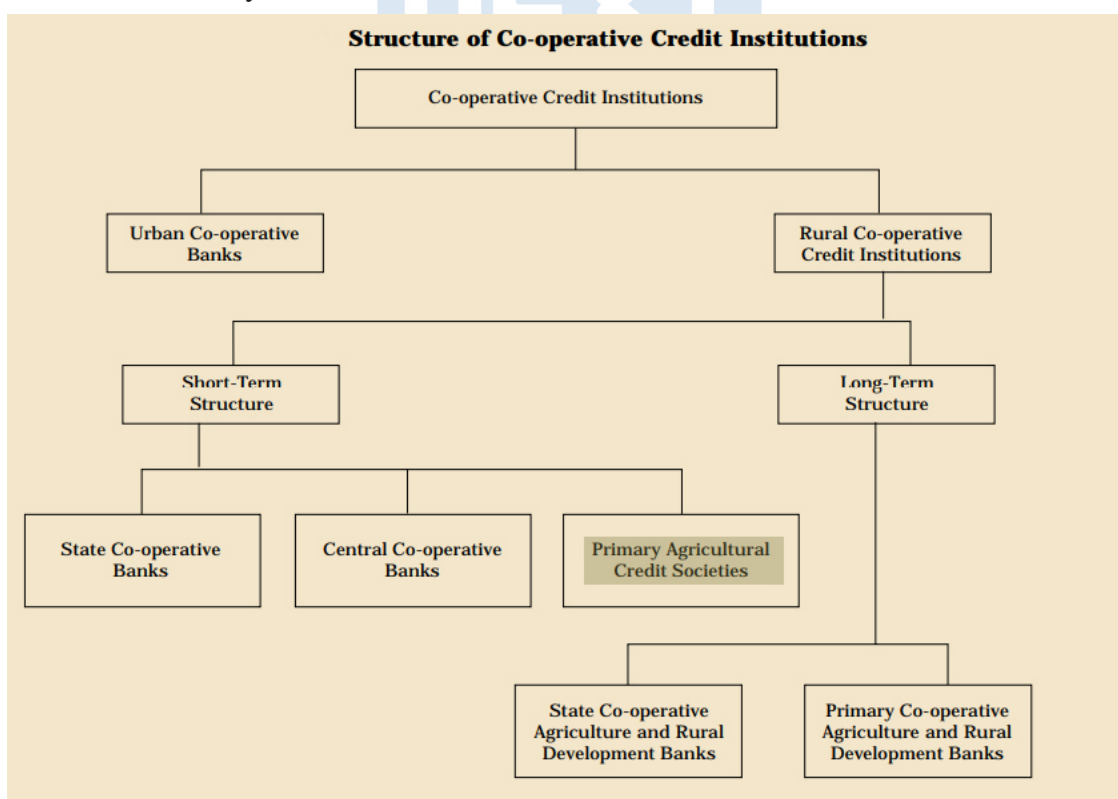 Structure of Co-operative Credit Institutions
Co-operative Credit Institutions
Urban Co-operative
Banks
Rural Co-operative
Credit Institutions
Short-Term
Structure
Long-Term
Structure
State Co-operative
Banks
Central Co-operative
Banks
Primary Agricultural
Credit Societies
State Co-operative
Agriculture and Rural
Development Banks
Primary Co-operative
Agriculture and Rural
Development Banks